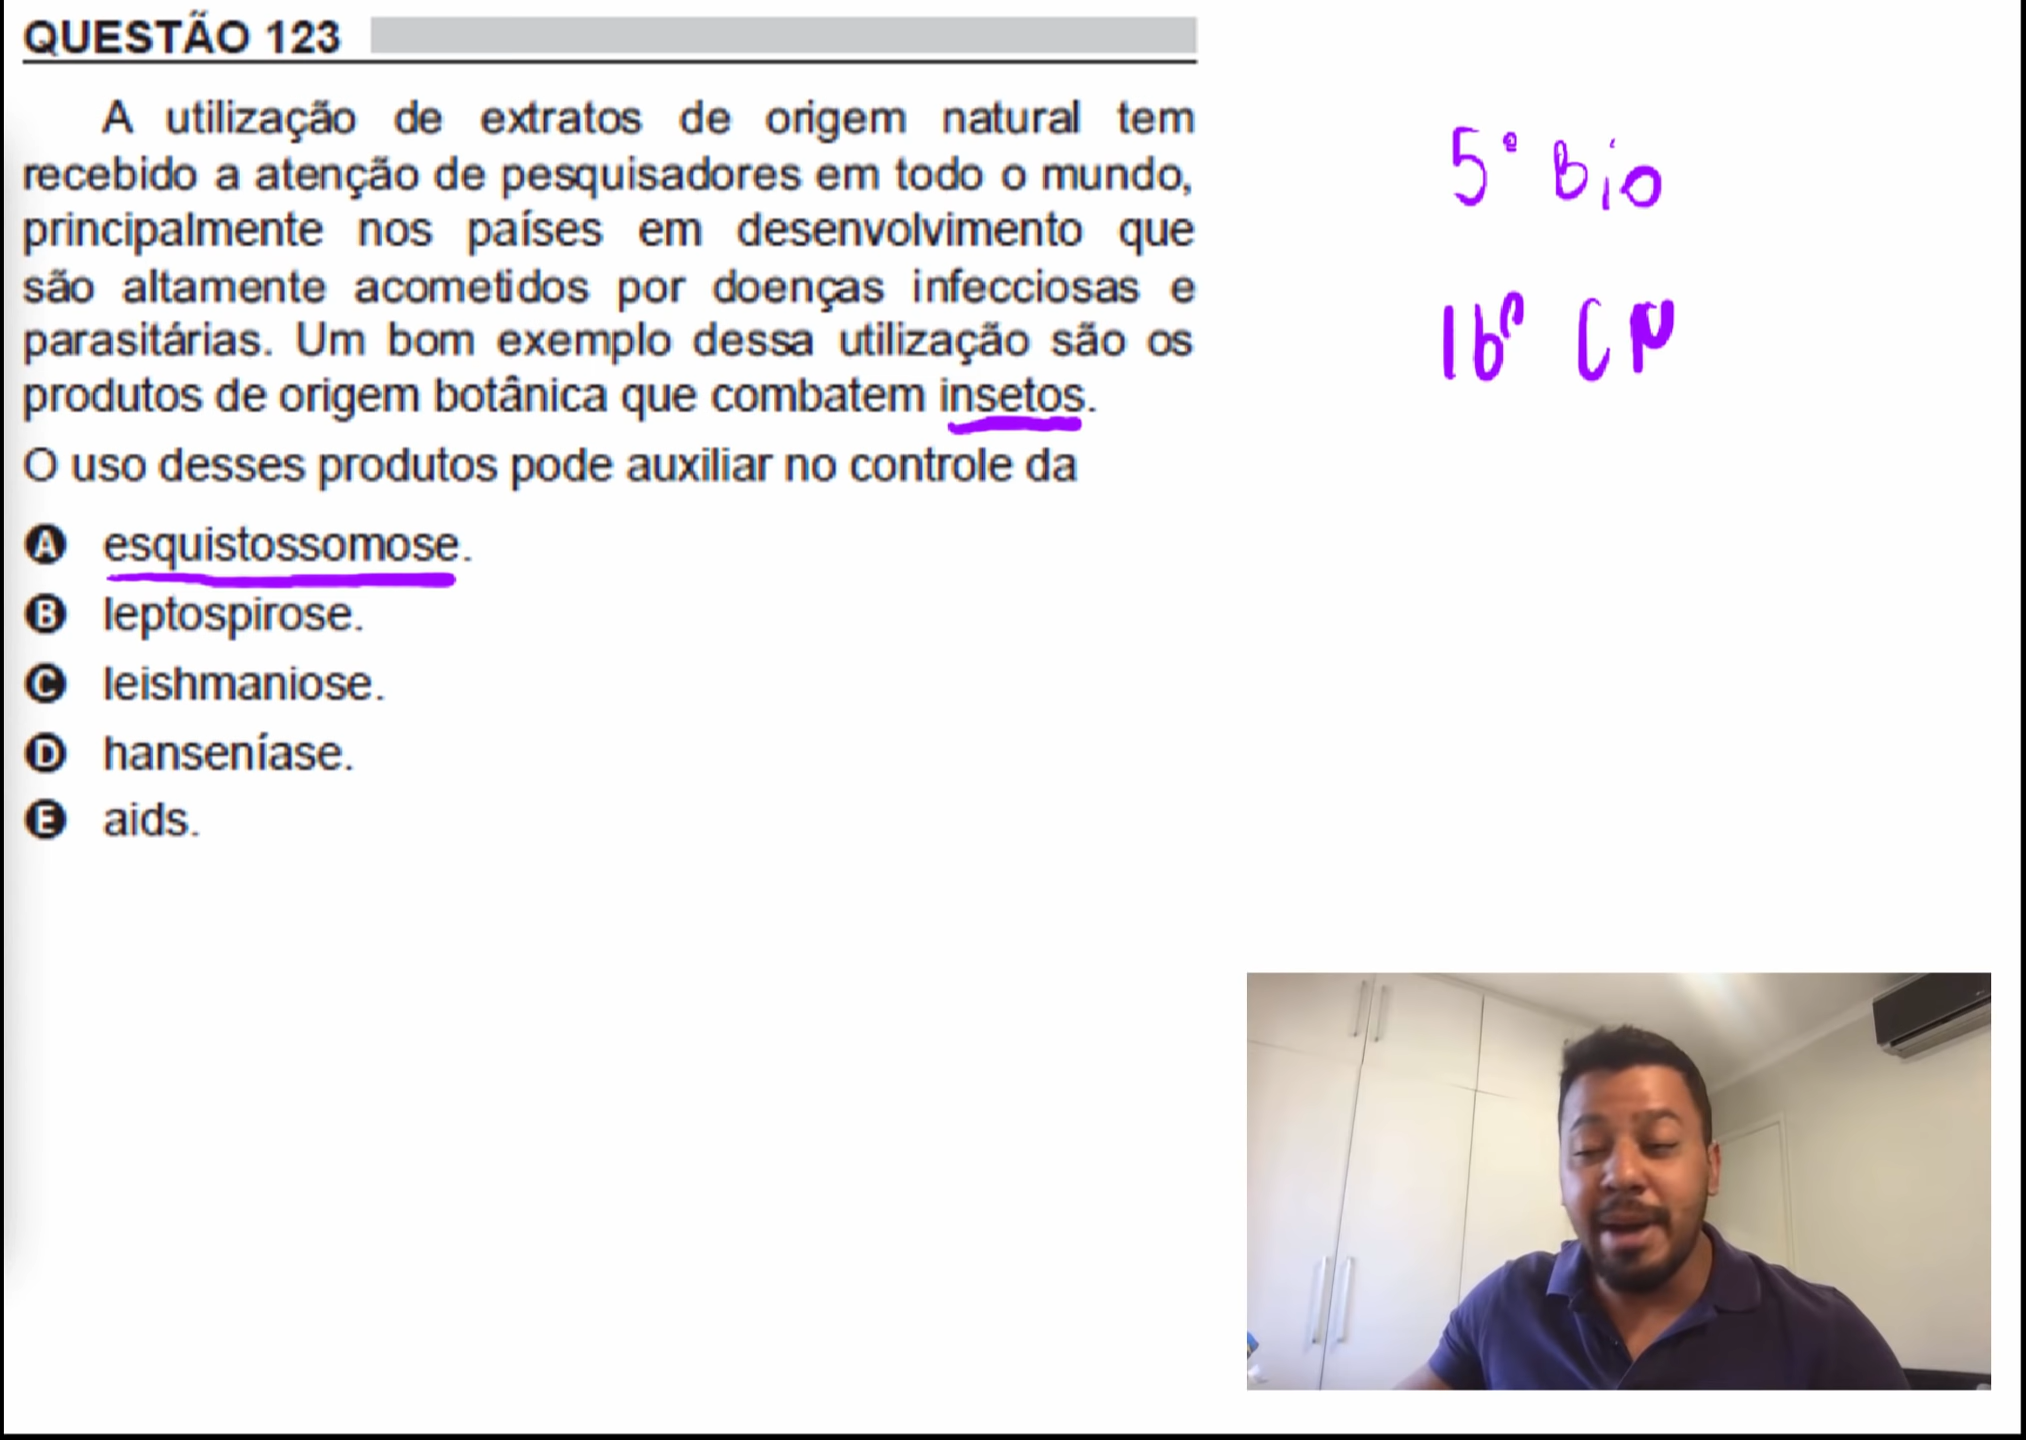 QUESTÃO 123
A utilização de extratos de origem natural tem
recebido a atenção de pesquisadores em todo o mundo,
principalmente nos países em desenvolvimento que
são altamente acometidos por doenças infecciosas e
parasitárias. Um bom exemplo dessa utilização são os
produtos de origem botânica que combatem insetos.
O uso desses produtos pode auxiliar no controle da
A esquistossomose.
B leptospirose.
C leishmaniose.
D hanseníase.
E aids.
5ª Bio
16ª CN